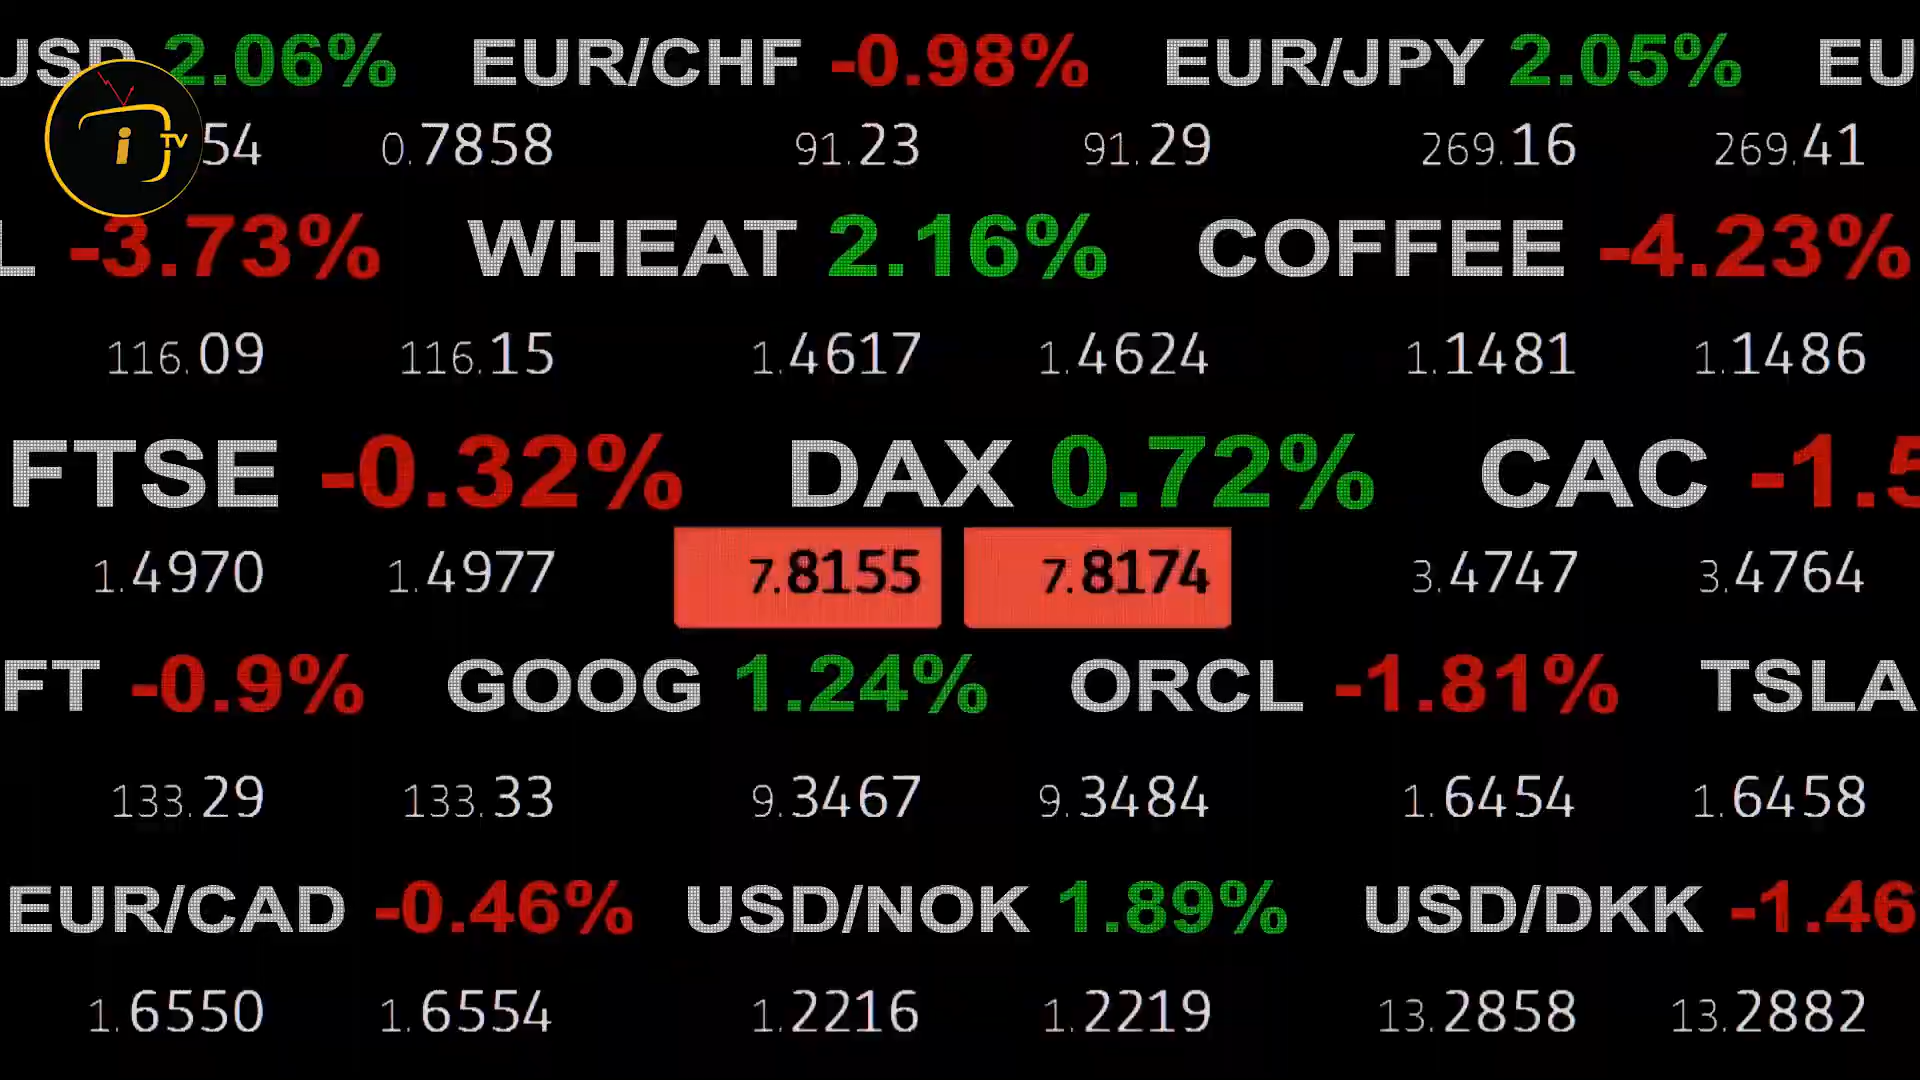 USD 2.06% EUR/CHF -0.98% EUR/JPY 2.05% EU
i TV
54 0.7858 91.23 91.29 269.16 269.41
L -3.73% WHEAT 2.16% COFFEE -4.23%
116.09 116.15 1.4617 1.4624 1.1481 1.1486
FTSE -0.32% DAX 0.72% CAC -1.5
1.4970 1.4977 7.8155 7.8174 3.4747 3.4764
FT -0.9% GOOG 1.24% ORCL -1.81% TSLA
133.29 133.33 9.3467 9.3484 1.6454 1.6458
EUR/CAD -0.46% USD/NOK 1.89% USD/DKK -1.46
1.6550 1.6554 1.2216 1.2219 13.2858 13.2882